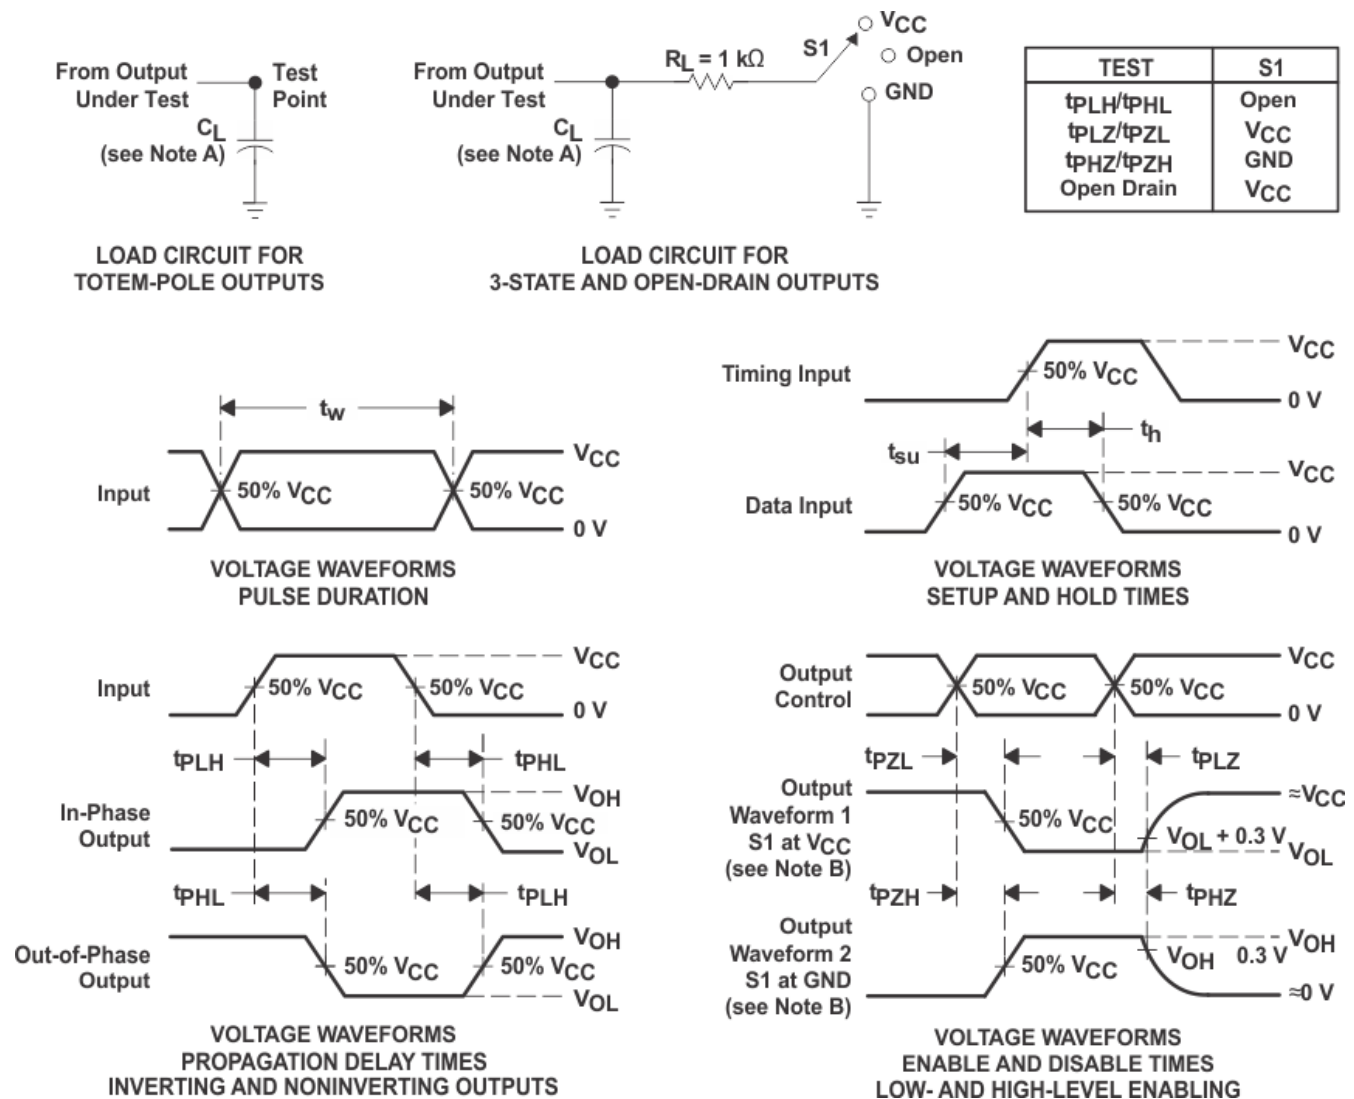 From Output
Under Test
Test
Point
CL
(see Note A)
LOAD CIRCUIT FOR
TOTEM-POLE OUTPUTS
From Output
Under Test
CL
(see Note A)
RL = 1 kΩ
S1
VCC
Open
GND
LOAD CIRCUIT FOR
3-STATE AND OPEN-DRAIN OUTPUTS
TEST S1
tPLH/tPHL Open
tPLZ/tPZL VCC
tPHZ/tPZH GND
Open Drain VCC
tw
Input
50% VCC
50% VCC
VCC
0 V
VOLTAGE WAVEFORMS
PULSE DURATION
Timing Input
50% VCC
VCC
0 V
tsu
th
Data Input
50% VCC
50% VCC
VCC
0 V
VOLTAGE WAVEFORMS
SETUP AND HOLD TIMES
Input
50% VCC
50% VCC
VCC
0 V
tPLH
tPHL
In-Phase
Output
50% VCC
50% VCC
VOH
VOL
tPHL
tPLH
Out-of-Phase
Output
50% VCC
50% VCC
VOH
VOL
VOLTAGE WAVEFORMS
PROPAGATION DELAY TIMES
INVERTING AND NONINVERTING OUTPUTS
Output
Control
50% VCC
50% VCC
VCC
0 V
tPZL
tPLZ
Output
Waveform 1
S1 at VCC
(see Note B)
50% VCC
VOL + 0.3 V
≈VCC
VOL
tPZH
tPHZ
Output
Waveform 2
S1 at GND
(see Note B)
50% VCC
VOH 0.3 V
VOH
≈0 V
VOLTAGE WAVEFORMS
ENABLE AND DISABLE TIMES
LOW- AND HIGH-LEVEL ENABLING